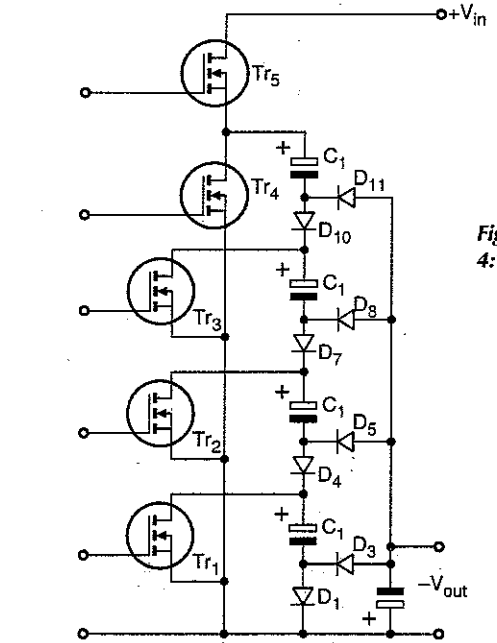 +Vin
Tr5
+ C1
Tr4
D11
D10
Fig
4:
+ C1
Tr3
D8
D7
+ C1
Tr2
D5
D4
+ C1
Tr1
D3
D1
−Vout
+